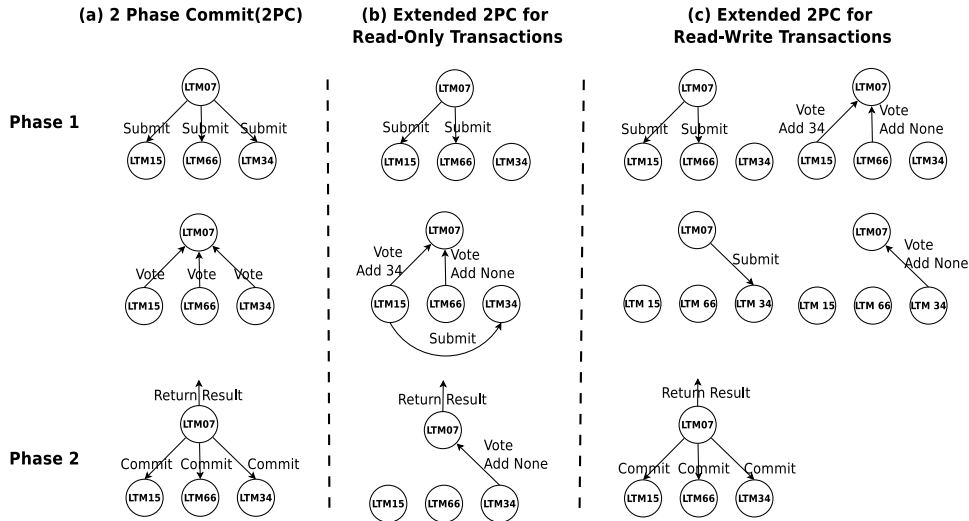 (a) 2 Phase Commit(2PC)
(b) Extended 2PC for
Read-Only Transactions
(c) Extended 2PC for
Read-Write Transactions
Phase 1
LTM07
Submit Submit Submit
LTM15 LTM66 LTM34
LTM07
Submit Submit
LTM15 LTM66 LTM34
LTM07
Submit Submit
LTM15 LTM66 LTM34
LTM07
Vote
Add 34
Vote
Add None
LTM15 LTM66 LTM34
LTM07
Vote Vote Vote
LTM15 LTM66 LTM34
LTM07
Vote
Add 34
Vote
Add None
LTM15 LTM66 LTM34
Submit
LTM07
Submit
LTM 15 LTM 66 LTM 34
LTM07
Vote
Add None
LTM 15 LTM 66 LTM 34
Phase 2
Return Result
LTM07
Commit Commit Commit
LTM15 LTM66 LTM34
Return Result
LTM07
Vote
Add None
LTM15 LTM66 LTM34
Return Result
LTM07
Commit Commit Commit
LTM15 LTM66 LTM34